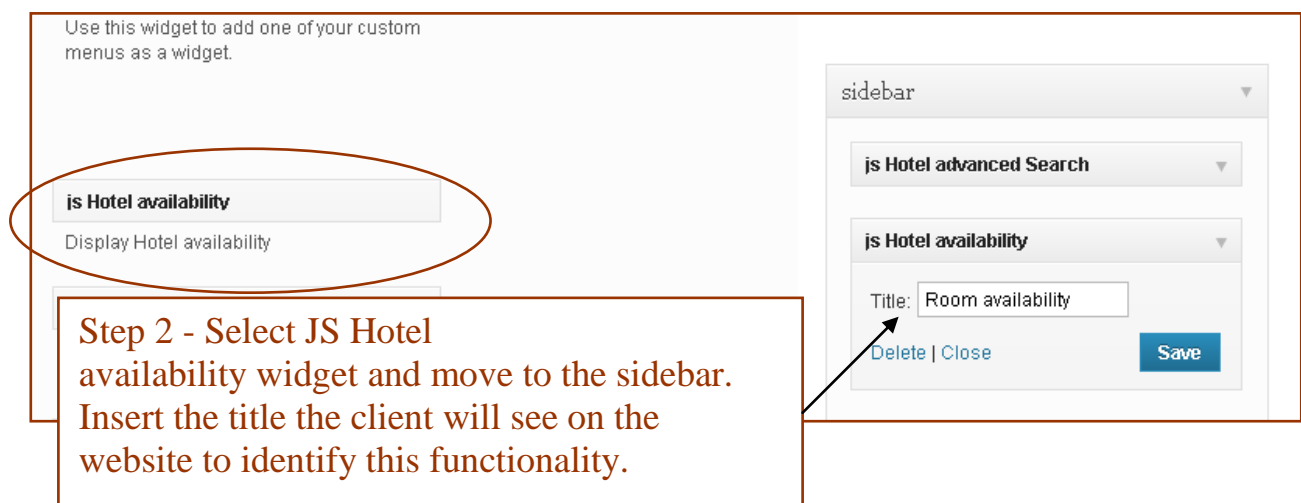 Use this widget to add one of your custom
menus as a widget.
js Hotel availability
Display Hotel availability
Step 2 - Select JS Hotel
availability widget and move to the sidebar.
Insert the title the client will see on the
website to identify this functionality.
sidebar
js Hotel advanced Search
js Hotel availability
Title: Room availability
Delete | Close
Save